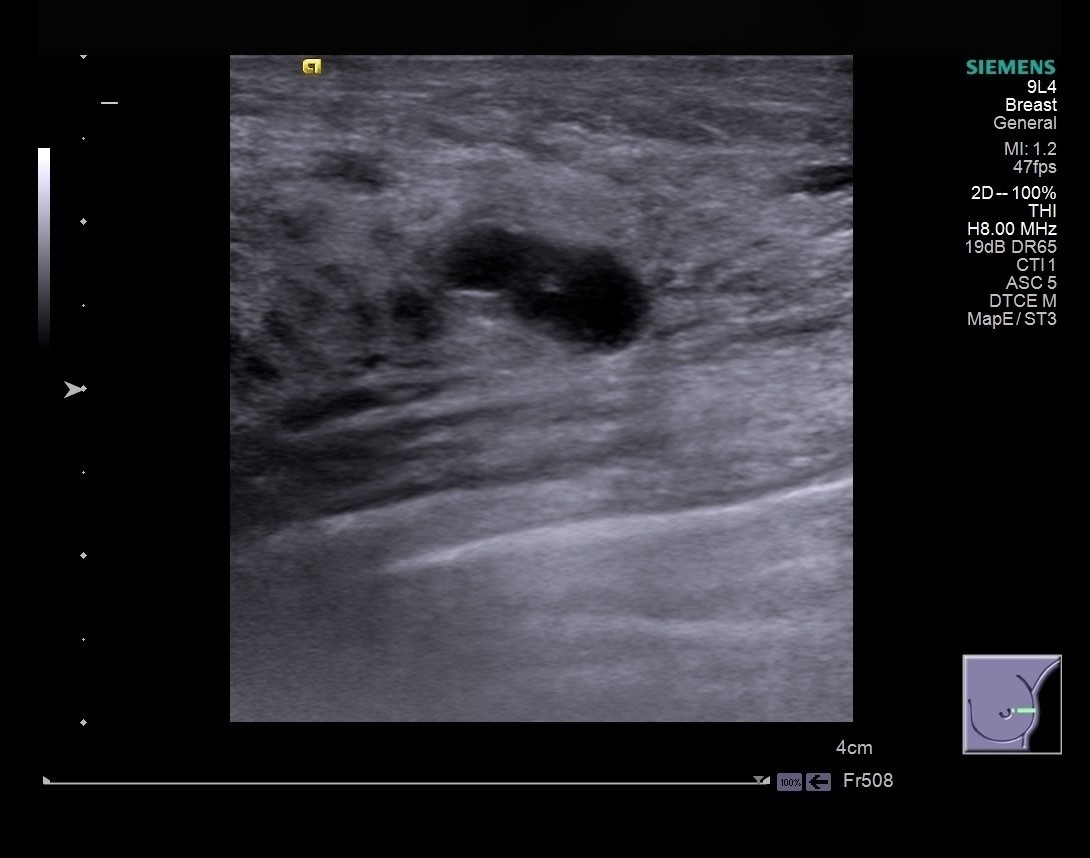 SIEMENS
9L4
Breast
General
MI: 1.2
47fps
2D--100%
THI
H8.00 MHz
19dB DR65
CTI 1
ASC 5
DTCE M
MapE / ST3
4cm
100% Fr508